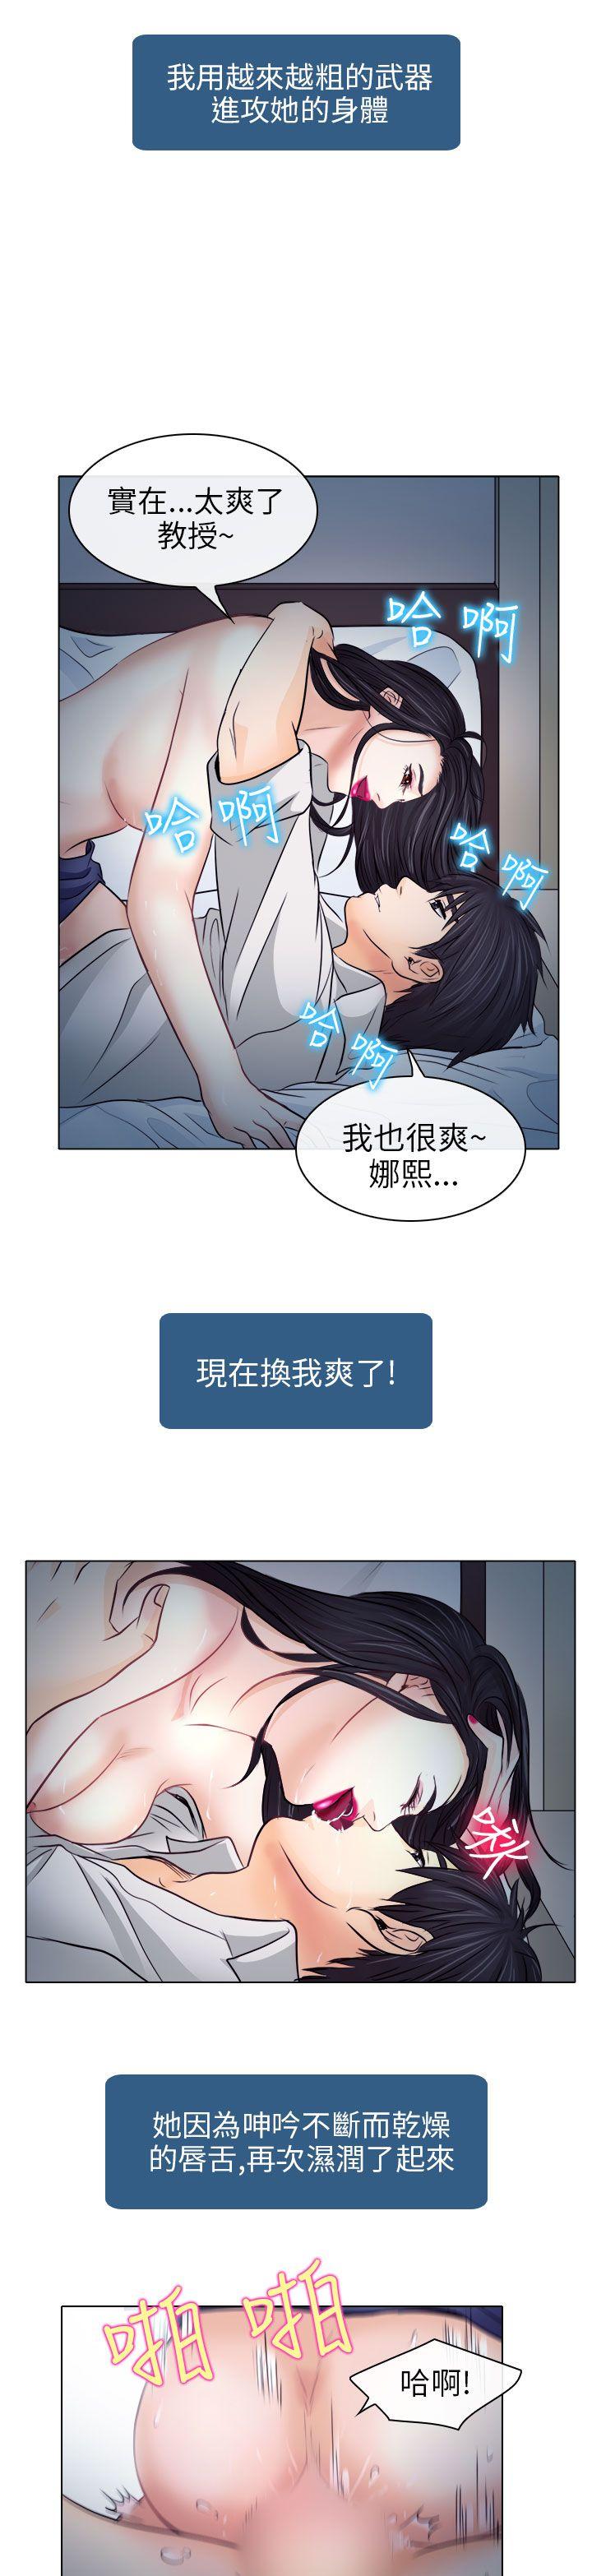 我用越來越粗的武器
進攻她的身體
實在...太爽了
教授~
哈啊
哈啊
哈啊
哈啊
我也很爽~
娜熙...
現在換我爽了!
啾
她因為呻吟不斷而乾燥
的唇舌,再次濕潤了起來
啪啪
哈啊!